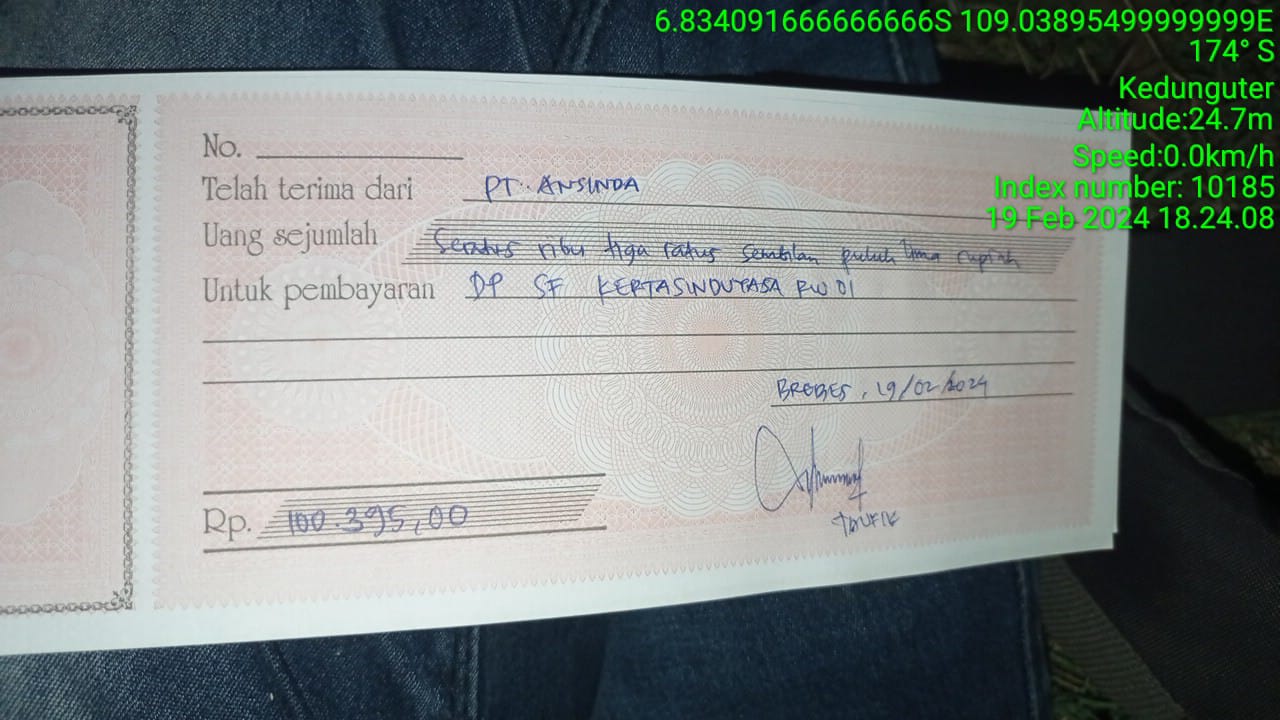 6.834091666666666S 109.03895499999999E
174° S
Kedunguter
Altitude:24.7m
Speed:0.0km/h
Index number: 10185
19 Feb 2024 18.24.08
No.
Telah terima dari PT. ANSINDA
Uang sejumlah Seratus ribu tiga ratus sembilan puluh lima rupiah
Untuk pembayaran DP SF KERTASINDUYASA RW 01
BREBES, 19/02/2024
Rp. 100.395,00
TAUFIK